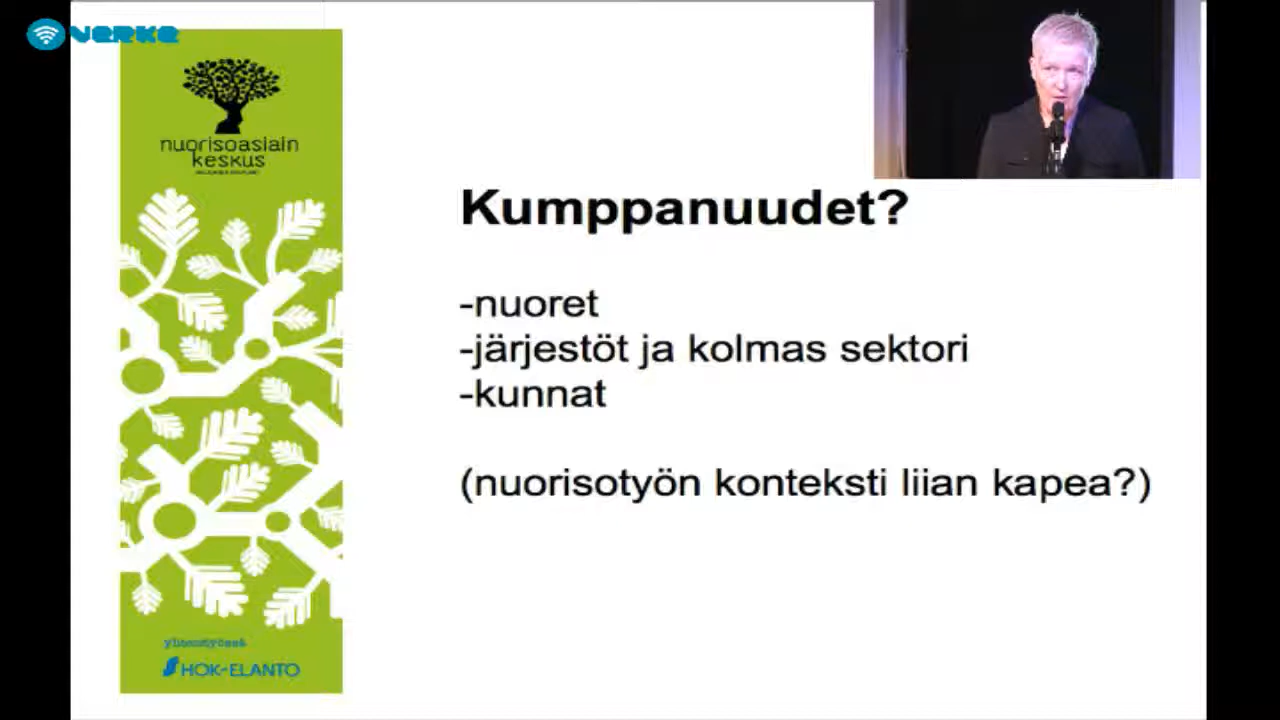 verke
nuorisoasiain
keskus
Kumppanuudet?
-nuoret
-järjestöt ja kolmas sektori
-kunnat
(nuorisotyön konteksti liian kapea?)
yhteistyössä
HOK-ELANTO